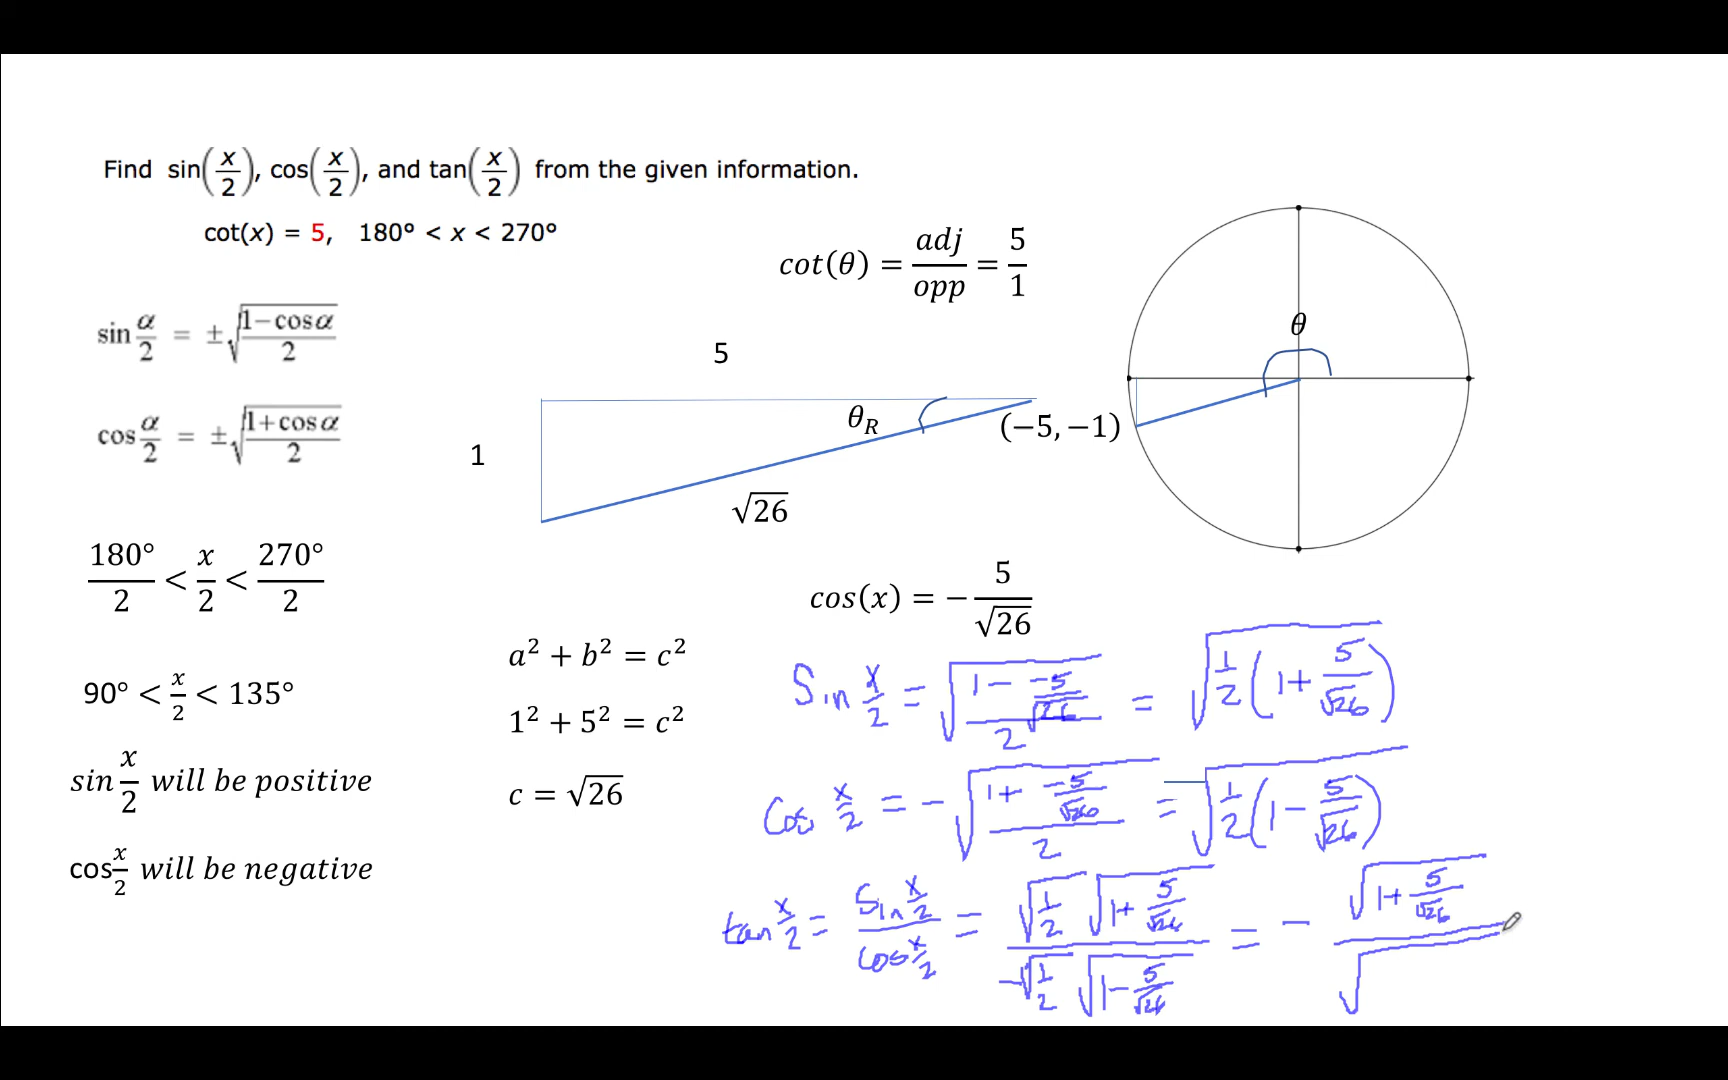 Find sin(x/2), cos(x/2), and tan(x/2) from the given information.
cot(x) = 5, 180° < x < 270°
cot(θ) = adj/opp = 5/1
sin α/2 = ±√((1−cosα)/2)
cos α/2 = ±√((1+cosα)/2)
θ
5
θ_R
(−5, −1)
1
√26
180°/2 < x/2 < 270°/2
90° < x/2 < 135°
sin x/2 will be positive
cos x/2 will be negative
a² + b² = c²
1² + 5² = c²
c = √26
cos(x) = − 5/√26
Sin x/2 = √((1 − −5/√26)/2) = √(1/2 (1 + 5/√26))
Cos x/2 = −√((1 + −5/√26)/2) = −√(1/2 (1 − 5/√26))
tan x/2 = (Sin x/2)/(cos x/2) = (√(1/2) √(1 + 5/√26))/(−√(1/2) √(1 − 5/√26)) = − √(1 + 5/√26)/√